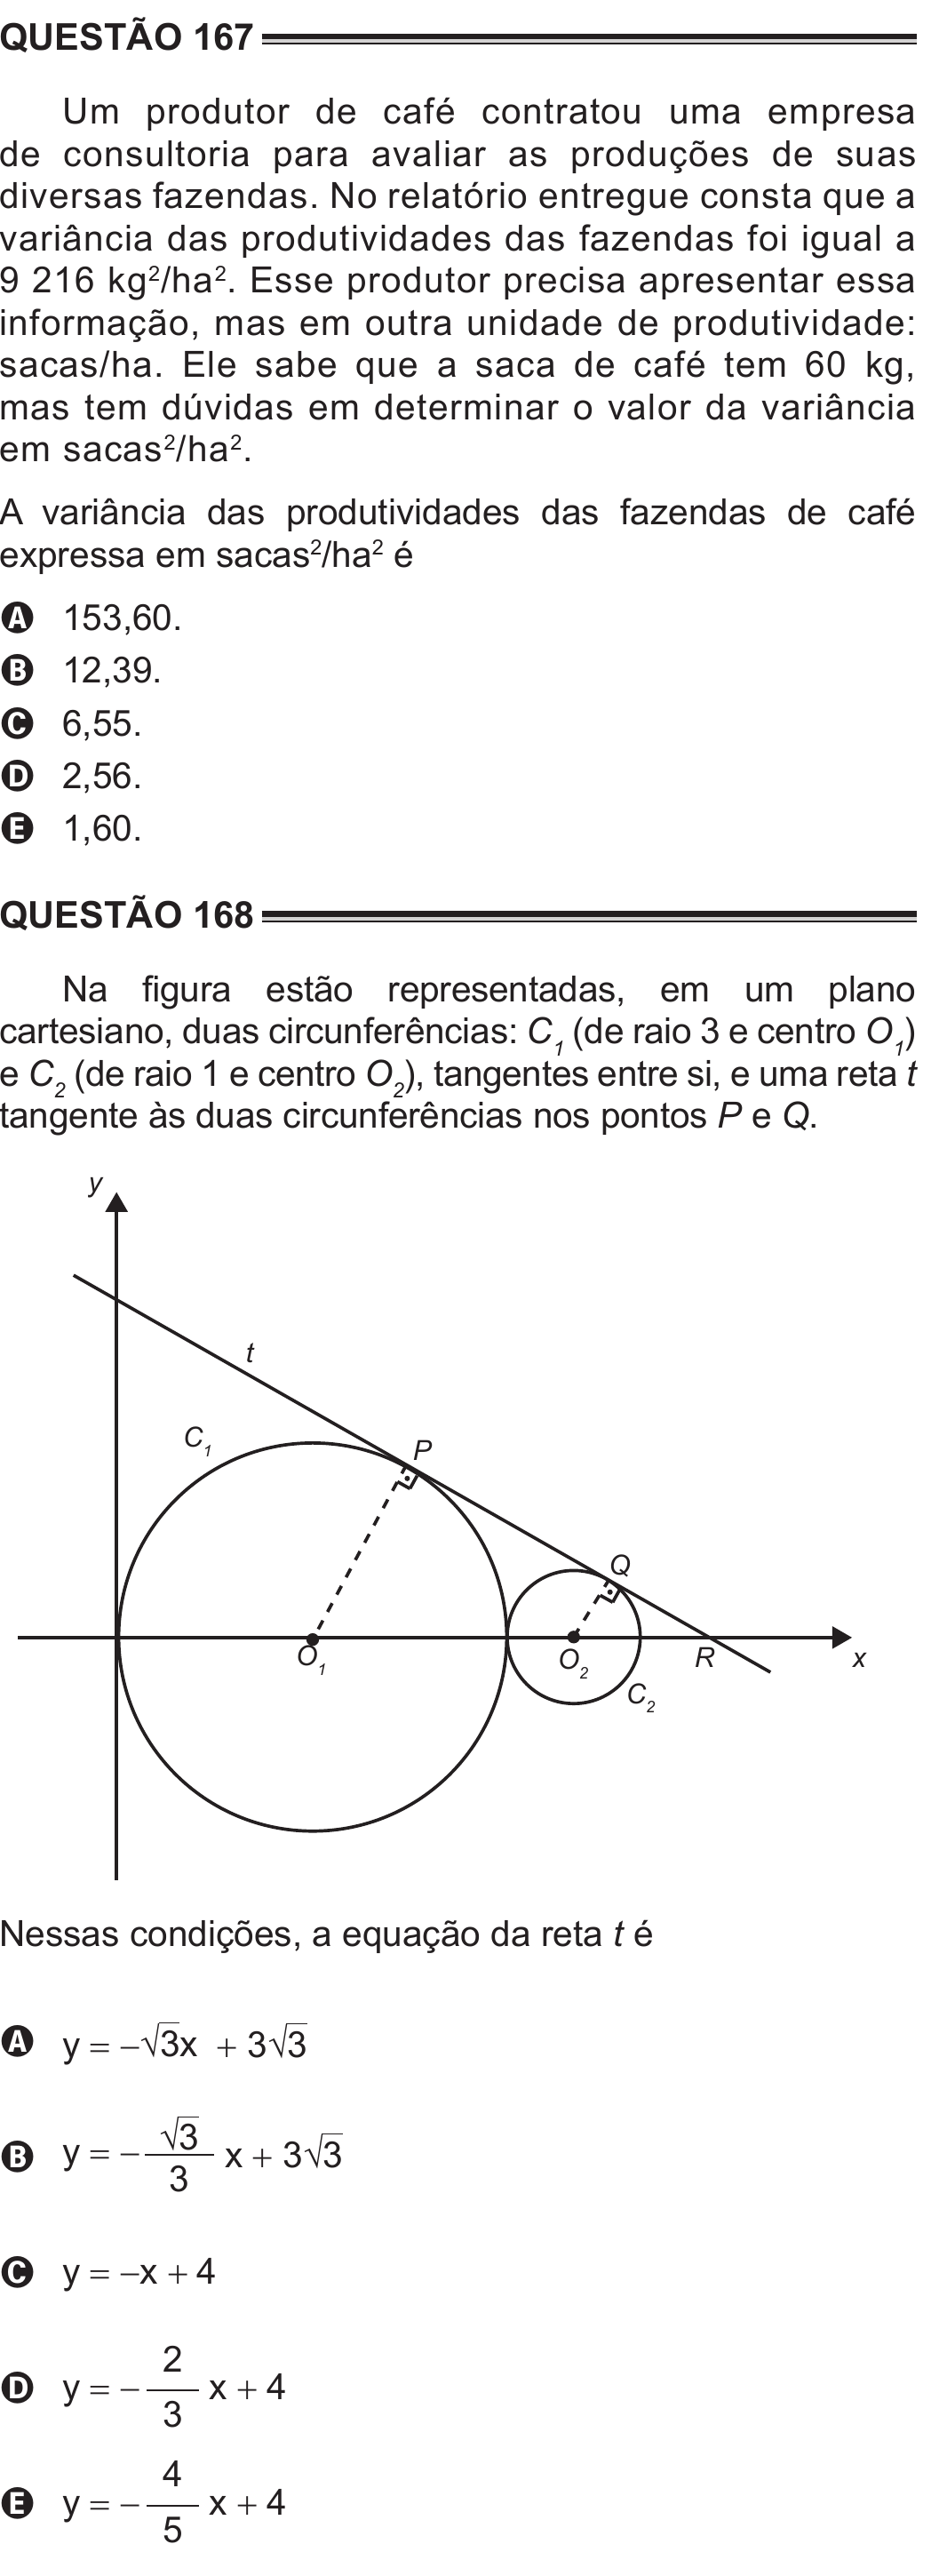 QUESTÃO 167
Um produtor de café contratou uma empresa
de consultoria para avaliar as produções de suas
diversas fazendas. No relatório entregue consta que a
variância das produtividades das fazendas foi igual a
9 216 kg²/ha². Esse produtor precisa apresentar essa
informação, mas em outra unidade de produtividade:
sacas/ha. Ele sabe que a saca de café tem 60 kg,
mas tem dúvidas em determinar o valor da variância
em sacas²/ha².
A variância das produtividades das fazendas de café
expressa em sacas²/ha² é
A 153,60.
B 12,39.
C 6,55.
D 2,56.
E 1,60.
QUESTÃO 168
Na figura estão representadas, em um plano
cartesiano, duas circunferências: C₁ (de raio 3 e centro O₁)
e C₂ (de raio 1 e centro O₂), tangentes entre si, e uma reta t
tangente às duas circunferências nos pontos P e Q.
y
t
C₁
P
Q
O₁
O₂
R
x
C₂
Nessas condições, a equação da reta t é
A y = −√3x + 3√3
B y = −√3/3 x + 3√3
C y = −x + 4
D y = −2/3 x + 4
E y = −4/5 x + 4